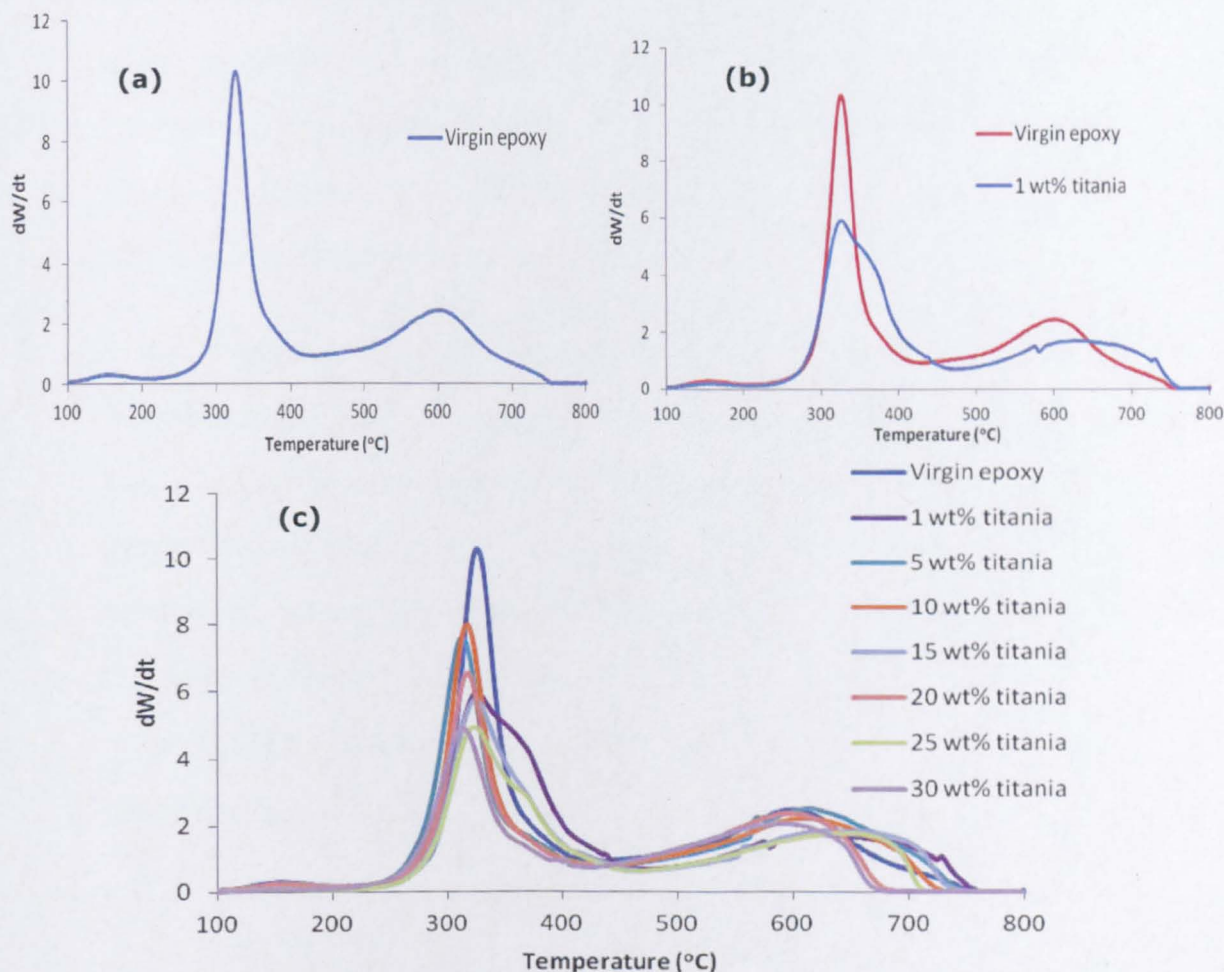 12
10
8
6
4
2
0
dW/dt
(a)
Virgin epoxy
100 200 300 400 500 600 700 800
Temperature (°C)
12
10
8
6
4
2
0
dW/dt
(b)
Virgin epoxy
1 wt% titania
100 200 300 400 500 600 700 800
Temperature (°C)
12
10
8
6
4
2
0
dW/dt
(c)
Virgin epoxy
1 wt% titania
5 wt% titania
10 wt% titania
15 wt% titania
20 wt% titania
25 wt% titania
30 wt% titania
100 200 300 400 500 600 700 800
Temperature (°C)